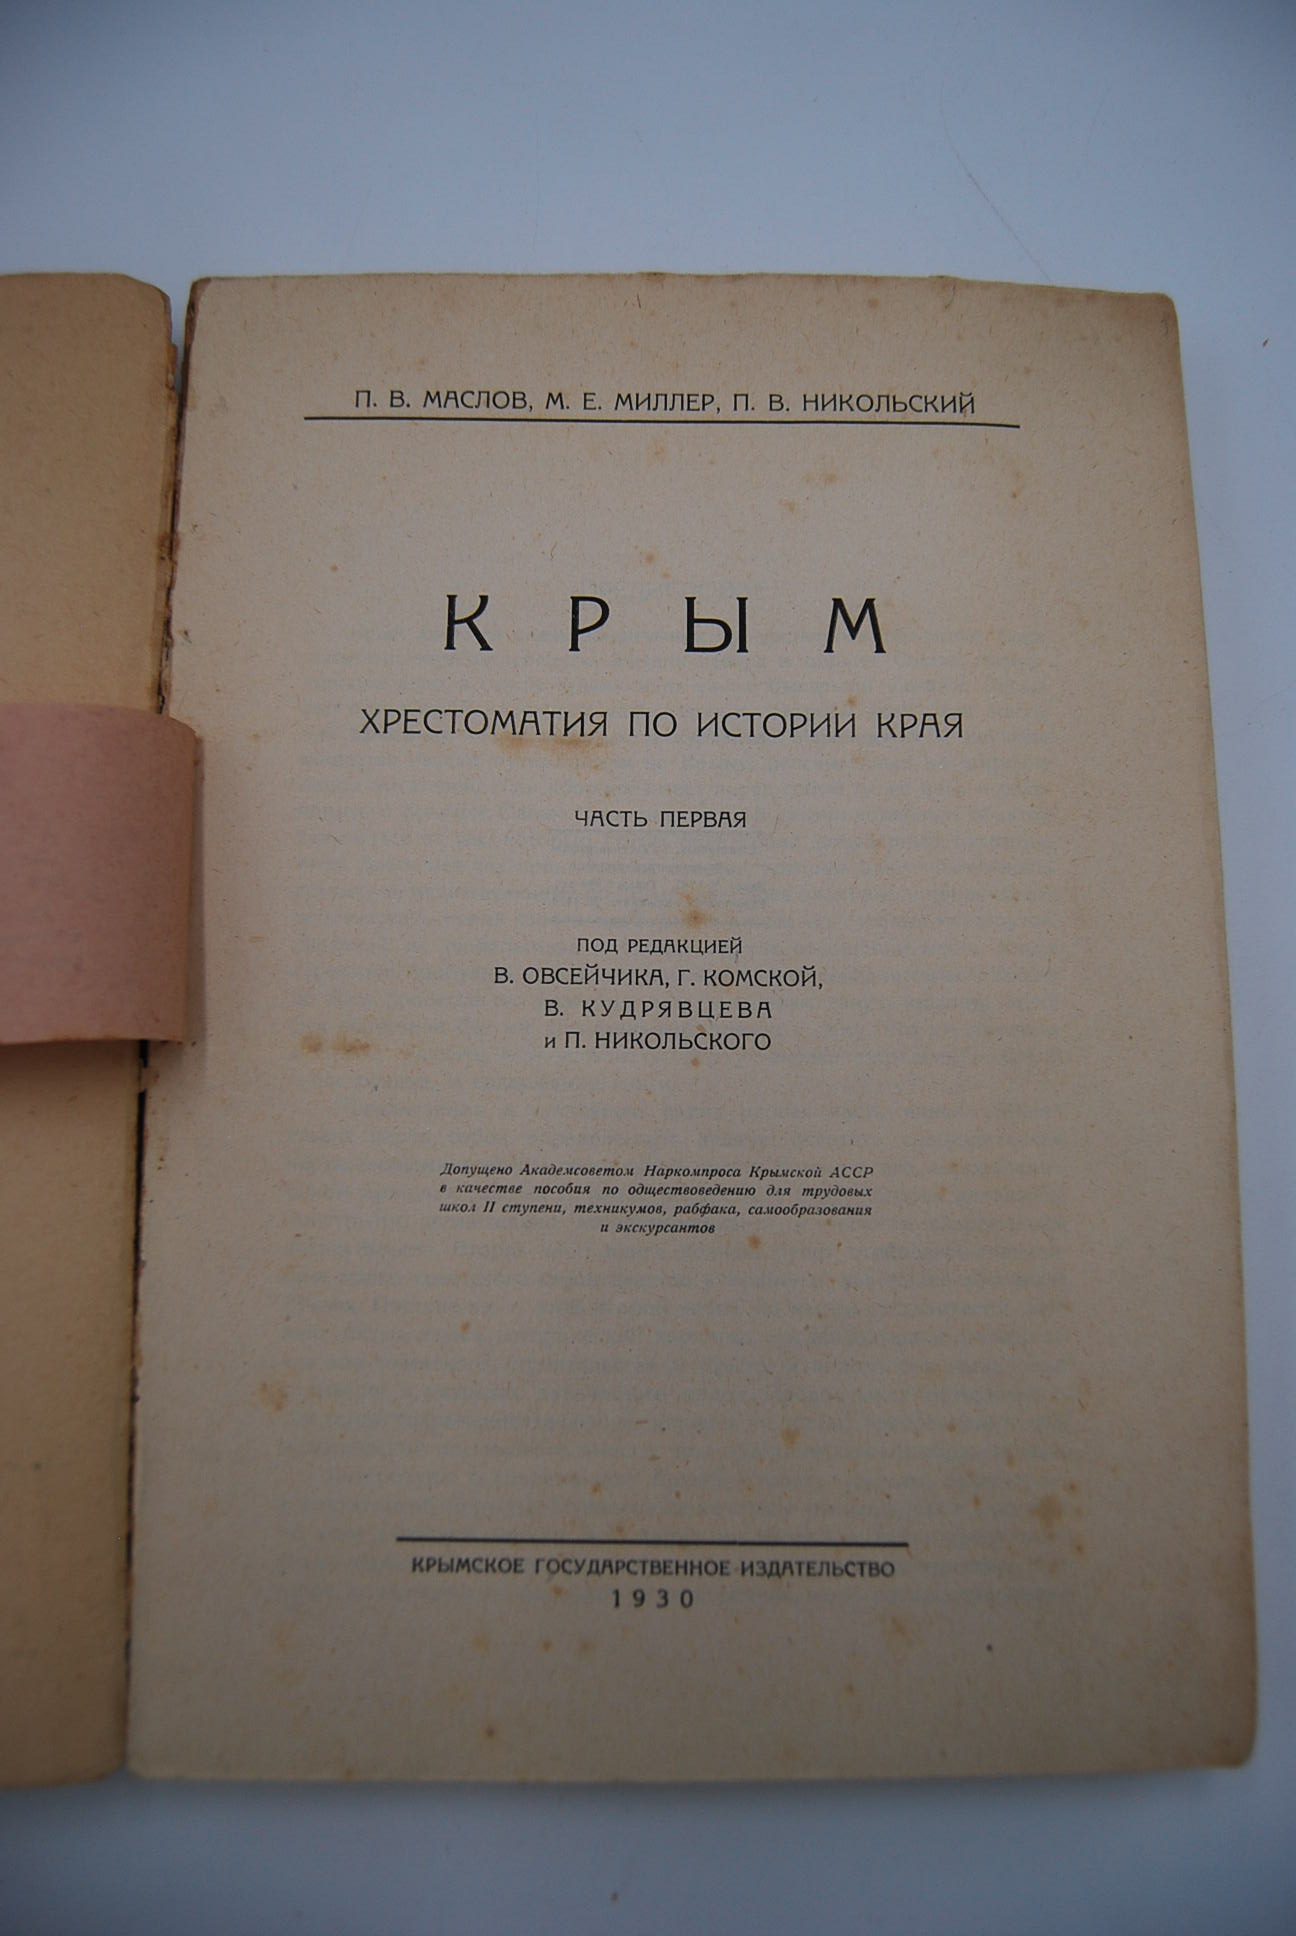 П. В. МАСЛОВ, М. Е. МИЛЛЕР, П. В. НИКОЛЬСКИЙ
КРЫМ
ХРЕСТОМАТИЯ ПО ИСТОРИИ КРАЯ
ЧАСТЬ ПЕРВАЯ
ПОД РЕДАКЦИЕЙ
В. ОВСЕЙЧИКА, Г. КОМСКОЙ,
В. КУДРЯВЦЕВА
и П. НИКОЛЬСКОГО
Допущено Академсоветом Наркомпроса Крымской АССР
в качестве пособия по одществоведению для трудовых
школ II ступени, техникумов, рабфака, самообразования
и экскурсантов
КРЫМСКОЕ ГОСУДАРСТВЕННОЕ ИЗДАТЕЛЬСТВО
1930